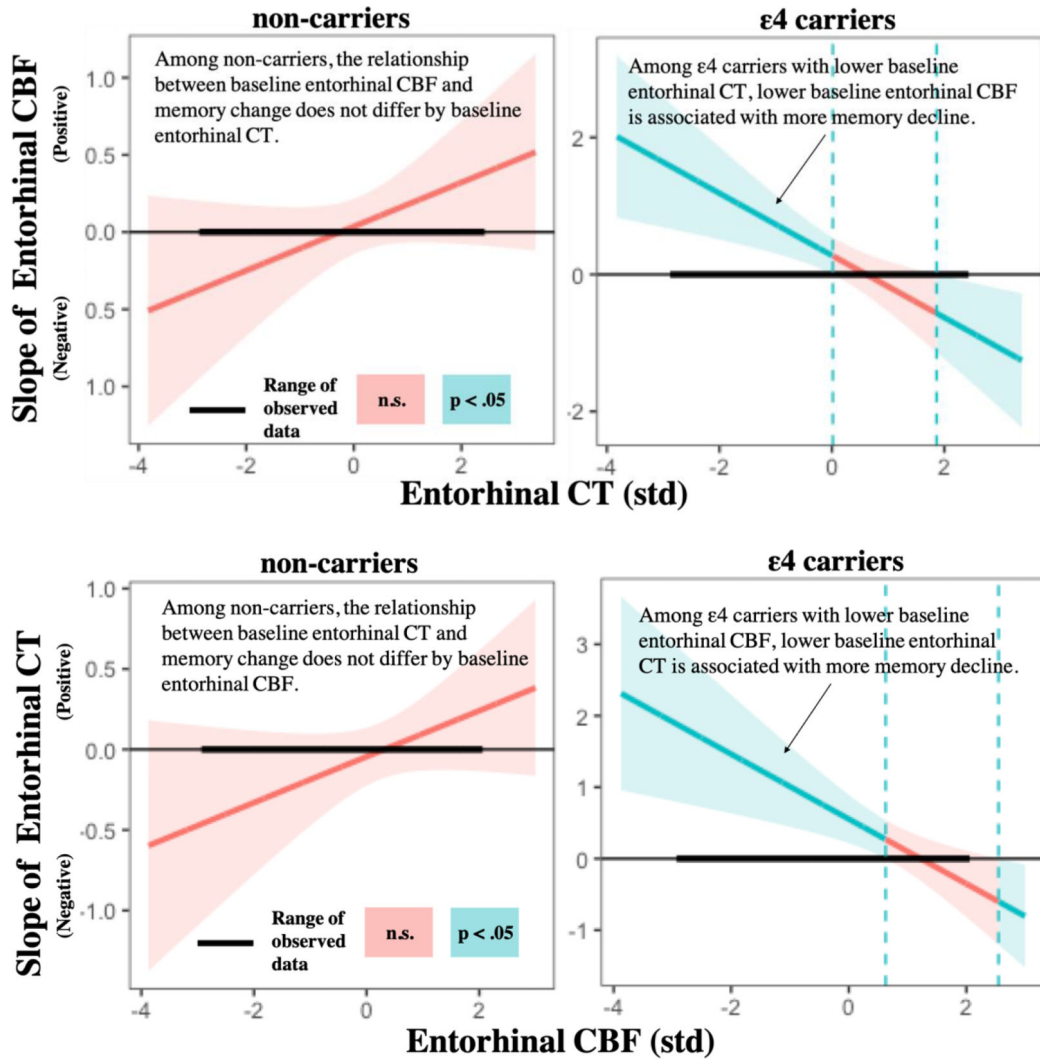 non-carriers
ε4 carriers
Slope of Entorhinal CBF
(Negative)
(Positive)
Among non-carriers, the relationship
between baseline entorhinal CBF and
memory change does not differ by baseline
entorhinal CT.
1.0
0.5
0.0
0.5
1.0
Range of
observed
data
n.s.
p < .05
-4
-2
0
2
Among ε4 carriers with lower baseline
entorhinal CT, lower baseline entorhinal CBF
is associated with more memory decline.
2
0
-2
-4
-2
0
2
Entorhinal CT (std)
non-carriers
ε4 carriers
Slope of Entorhinal CT
(Negative)
(Positive)
Among non-carriers, the relationship
between baseline entorhinal CT and
memory change does not differ by baseline
entorhinal CBF.
1.0
0.5
0.0
-0.5
-1.0
Range of
observed
data
n.s.
p < .05
-4
-2
0
2
Among ε4 carriers with lower baseline
entorhinal CBF, lower baseline entorhinal
CT is associated with more memory decline.
3
2
1
0
-1
-4
-2
0
2
Entorhinal CBF (std)